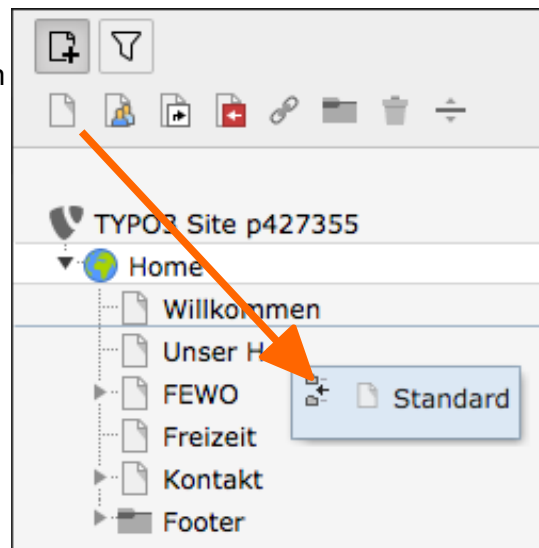 n
TYPO3 Site p427355
Home
Willkommen
Unser H
FEWO
Standard
Freizeit
Kontakt
Footer